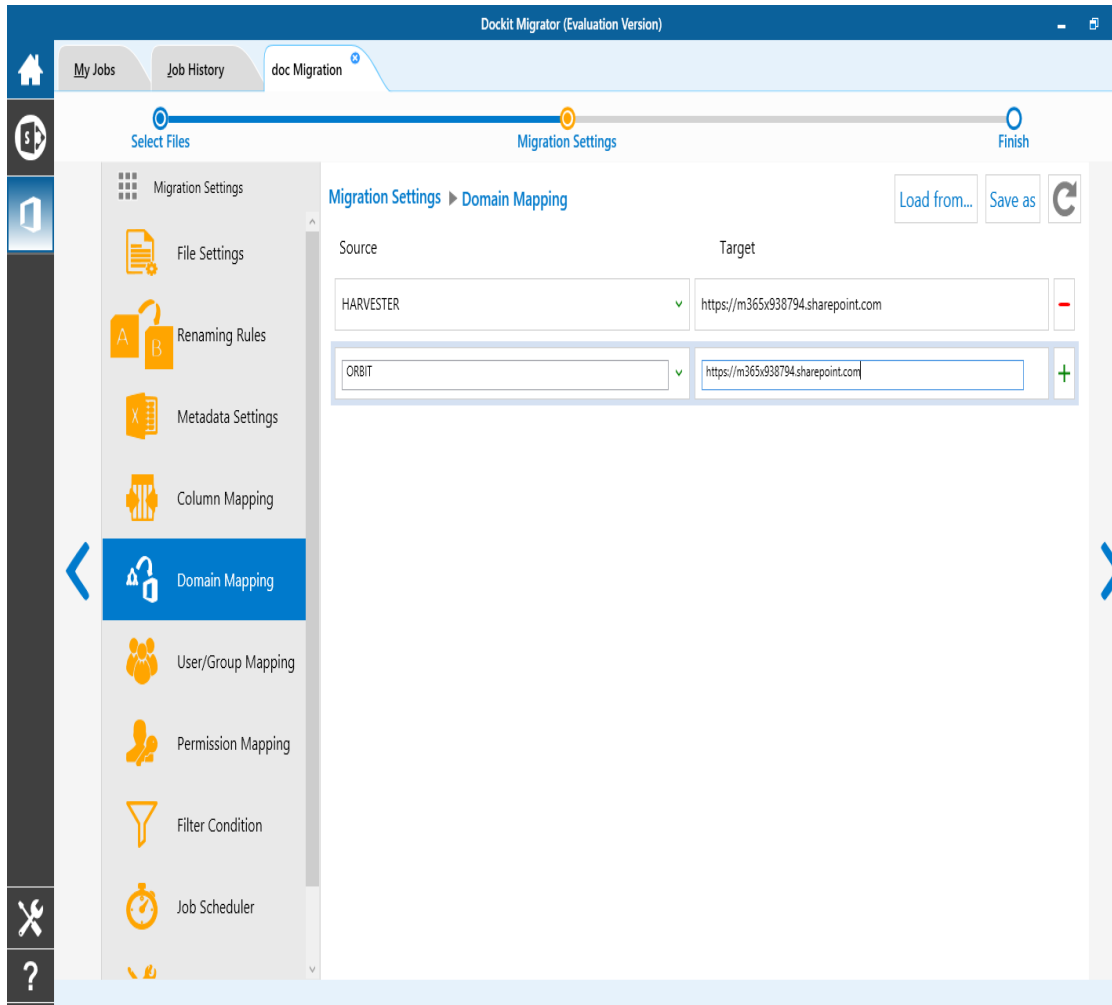 Dockit Migrator (Evaluation Version)
My Jobs
Job History
doc Migration
Select Files
Migration Settings
Finish
Migration Settings
File Settings
A B
Renaming Rules
X
Metadata Settings
Column Mapping
Domain Mapping
User/Group Mapping
Permission Mapping
Filter Condition
Job Scheduler
Migration Settings Domain Mapping
Load from...
Save as
Source
Target
HARVESTER
https://m365x938794.sharepoint.com
ORBIT
https://m365x938794.sharepoint.com
S
?